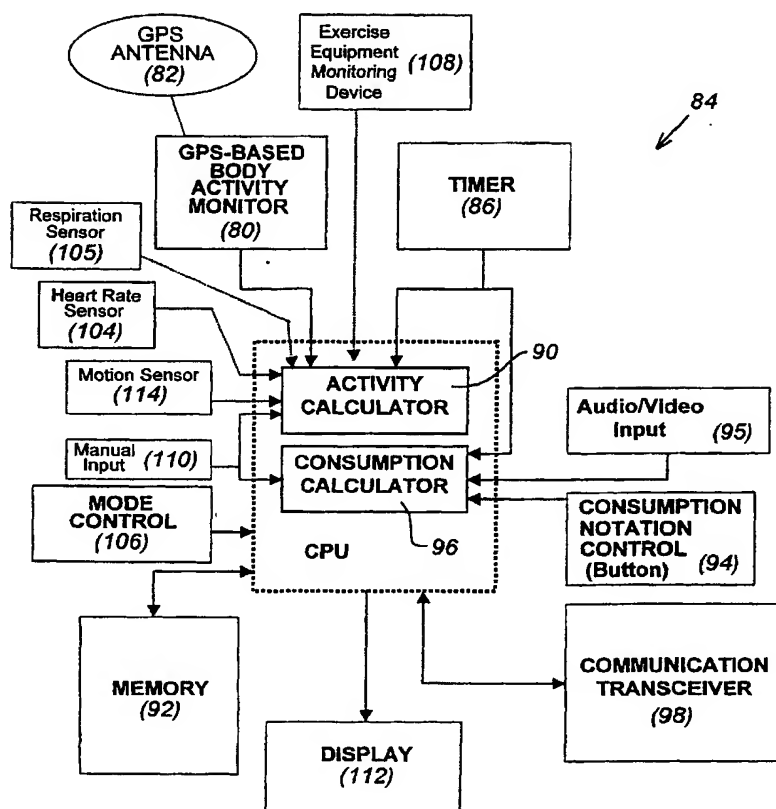 GPS
ANTENNA
(82)
Exercise
Equipment
Monitoring
Device
(108)
84
GPS-BASED
BODY
ACTIVITY
MONITOR
(80)
TIMER
(86)
Respiration
Sensor
(105)
Heart Rate
Sensor
(104)
Motion Sensor
(114)
Manual
Input (110)
MODE
CONTROL
(106)
ACTIVITY
CALCULATOR
90
CONSUMPTION
CALCULATOR
96
CPU
Audio/Video
Input (95)
CONSUMPTION
NOTATION
CONTROL
(Button) (94)
MEMORY
(92)
DISPLAY
(112)
COMMUNICATION
TRANSCEIVER
(98)